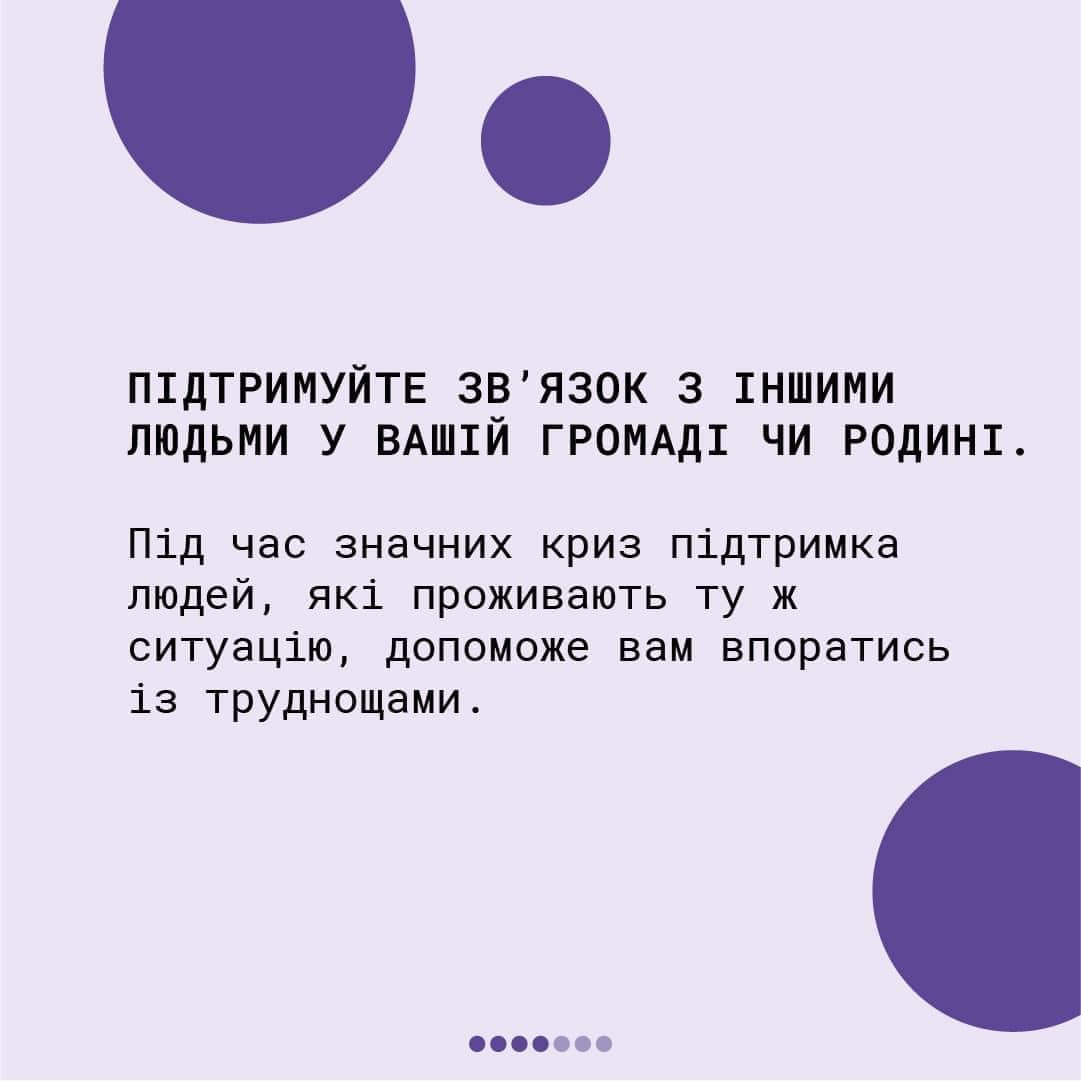 ПІДТРИМУЙТЕ ЗВ’ЯЗОК З ІНШИМИ
ЛЮДЬМИ У ВАШІЙ ГРОМАДІ ЧИ РОДИНІ.
Під час значних криз підтримка
людей, які проживають ту ж
ситуацію, допоможе вам впоратись
із труднощами.